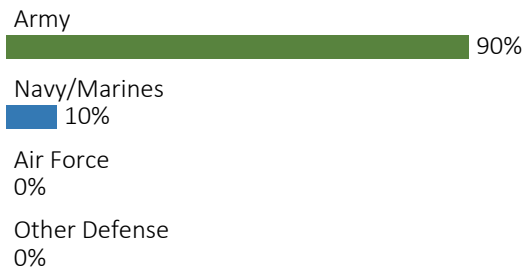 Army
90%
Navy/Marines
10%
Air Force
0%
Other Defense
0%